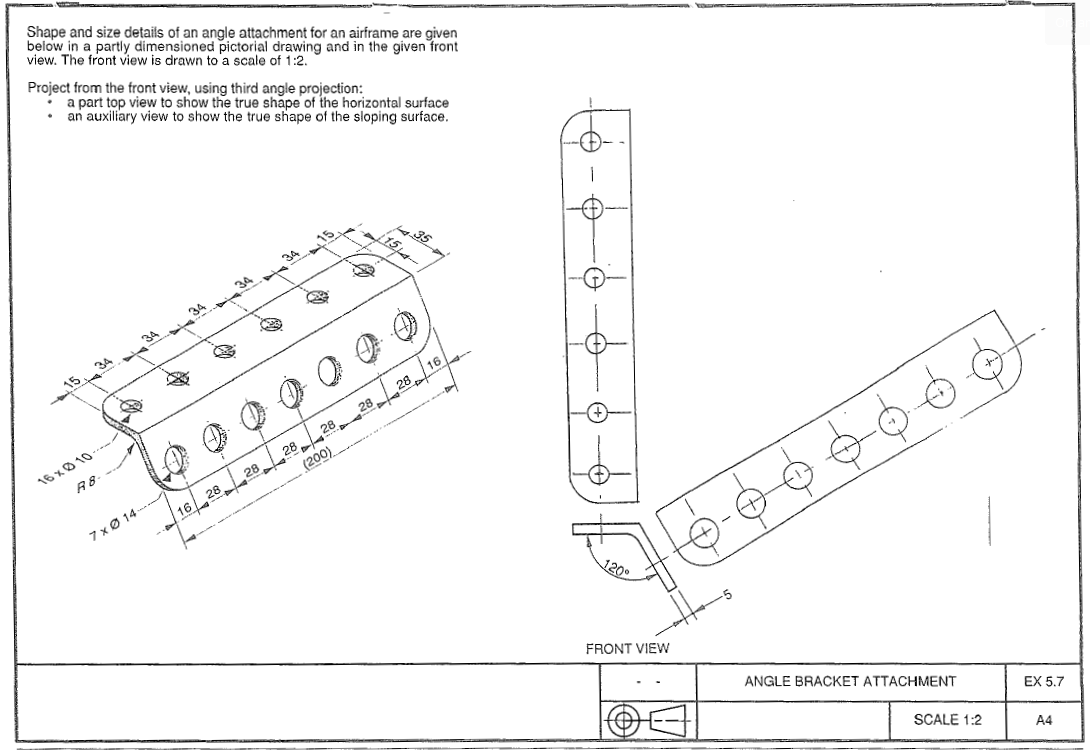 Shape and size details of an angle attachment for an airframe are given
below in a partly dimensioned pictorial drawing and in the given front
view. The front view is drawn to a scale of 1:2.
Project from the front view, using third angle projection:
• a part top view to show the true shape of the horizontal surface
• an auxiliary view to show the true shape of the sloping surface.
15
34
34
34
34
34
15
15
35
16 x Ø 10
R 8
7 x Ø 14
16
28
28
28
28
28
28
16
(200)
120°
5
FRONT VIEW
- -
ANGLE BRACKET ATTACHMENT
EX 5.7
SCALE 1:2
A4